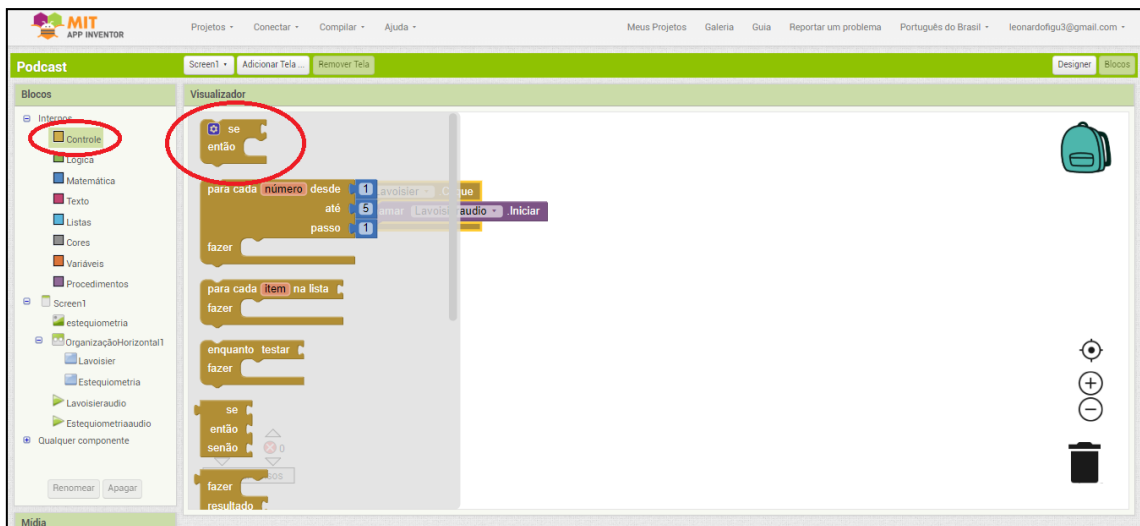 MIT
APP INVENTOR
Projetos Conectar Compilar Ajuda
Meus Projetos Galeria Guia Reportar um problema Português do Brasil leonardofigu3@gmail.com
Podcast
Screen1 Adicionar Tela ... Remover Tela
Designer Blocos
Blocos
Visualizador
Internos
Controle
Lógica
Matemática
Texto
Listas
Cores
Variáveis
Procedimentos
Screen1
estequiometria
OrganizaçãoHorizontal1
Lavoisier
Estequiometria
Lavoisieraudio
Estequiometriaaudio
Qualquer componente
Renomear Apagar
Mídia
se
então
para cada número desde 1
até 5
passo 1
fazer
Lavoisier
que
audio .Iniciar
para cada item na lista
fazer
enquanto testar
fazer
se
então
senão
0
fazer
resultado